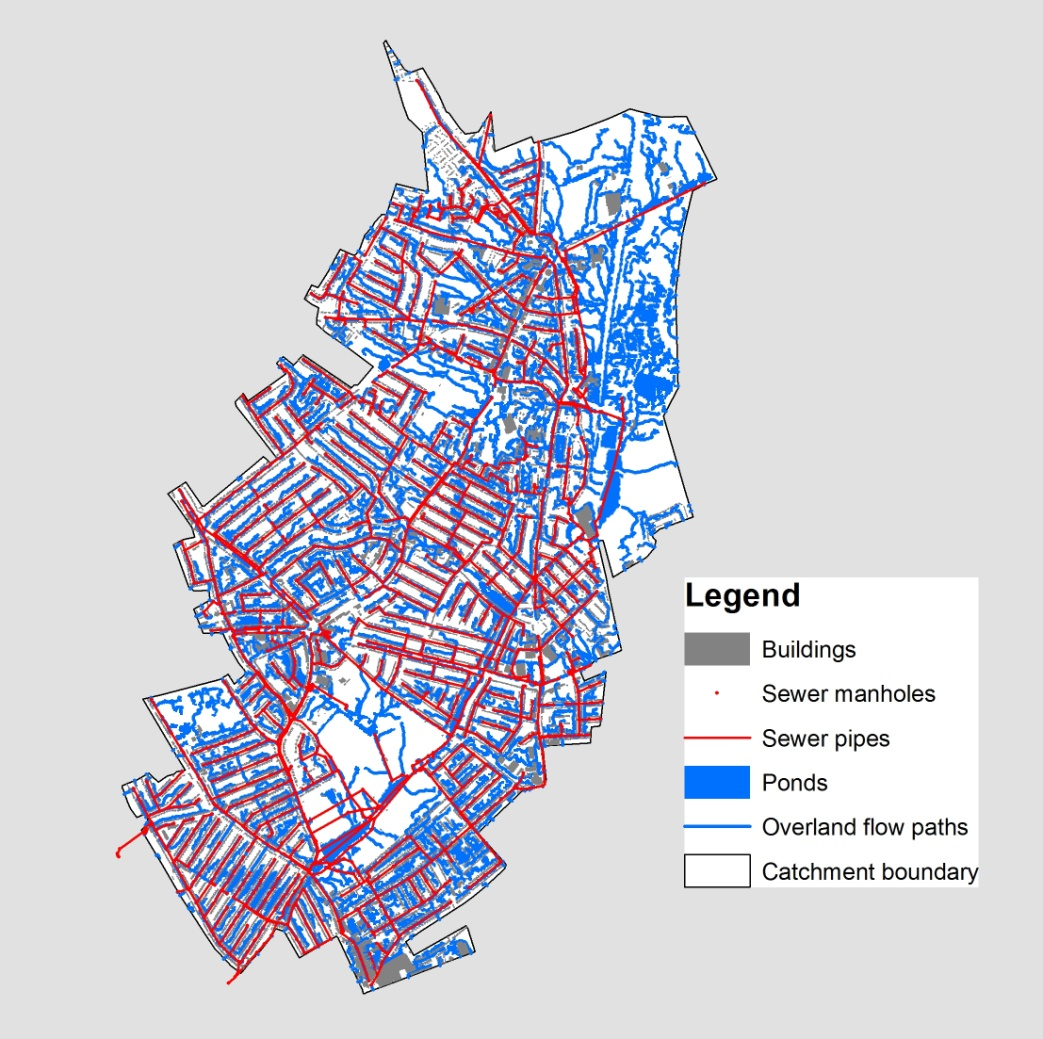 Legend
Buildings
Sewer manholes
Sewer pipes
Ponds
Overland flow paths
Catchment boundary